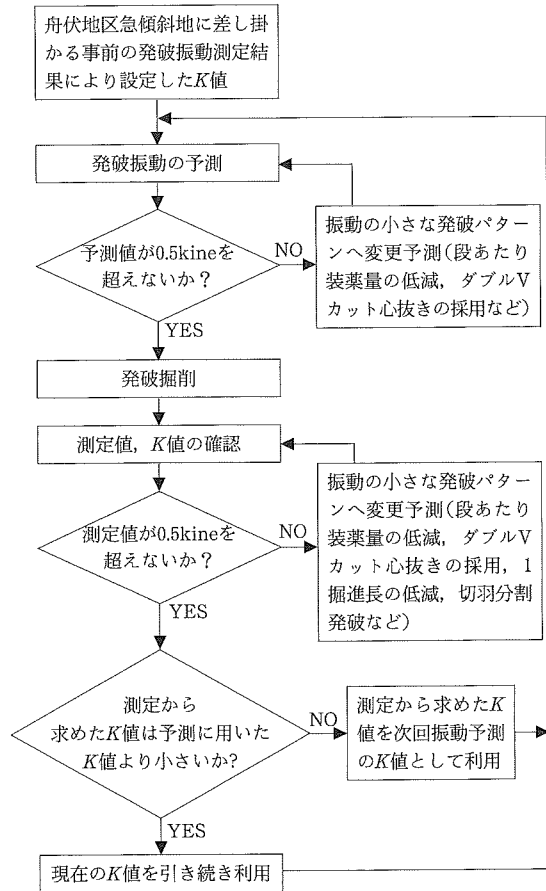 舟伏地区急傾斜地に差し掛
かる事前の発破振動測定結
果により設定したK値
発破振動の予測
予測値が0.5kineを
超えないか？
NO
振動の小さな発破パター
ンへ変更予測(段あたり
装薬量の低減，ダブルV
カット心抜きの採用など)
YES
発破掘削
測定値，K値の確認
測定値が0.5kineを
超えないか？
NO
振動の小さな発破パター
ンへ変更予測(段あたり
装薬量の低減，ダブルV
カット心抜きの採用，1
掘進長の低減，切羽分割
発破など)
YES
測定から
求めたK値は予測に用いた
K値より小さいか?
NO
測定から求めたK
値を次回振動予測
のK値として利用
YES
現在のK値を引き続き利用